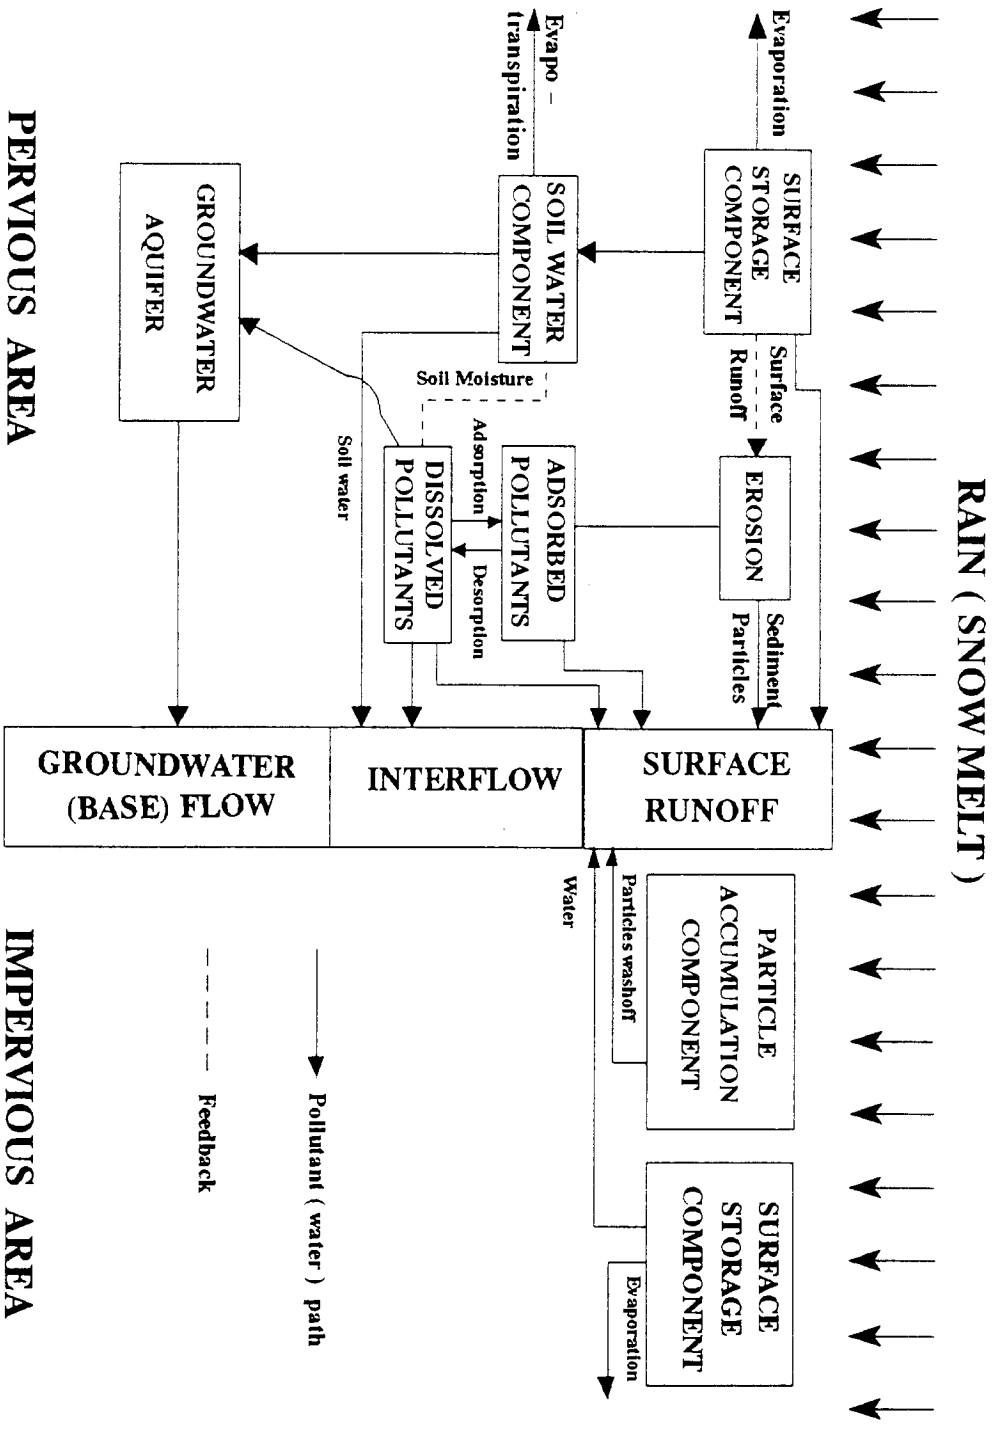 RAIN ( SNOW MELT )
Evaporation
SURFACE
STORAGE
COMPONENT
Surface
Runoff
EROSION
Sediment
Particles
SURFACE
RUNOFF
PARTICLE
ACCUMULATION
COMPONENT
Particles washoff
Water
SURFACE
STORAGE
COMPONENT
Evaporation
Evapo –
transpiration
SOIL WATER
COMPONENT
Soil Moisture
ADSORBED
POLLUTANTS
Adsorption
Desorption
DISSOLVED
POLLUTANTS
Soil water
INTERFLOW
GROUNDWATER
AQUIFER
GROUNDWATER
(BASE) FLOW
Pollutant ( water ) path
Feedback
PERVIOUS AREA
IMPERVIOUS AREA